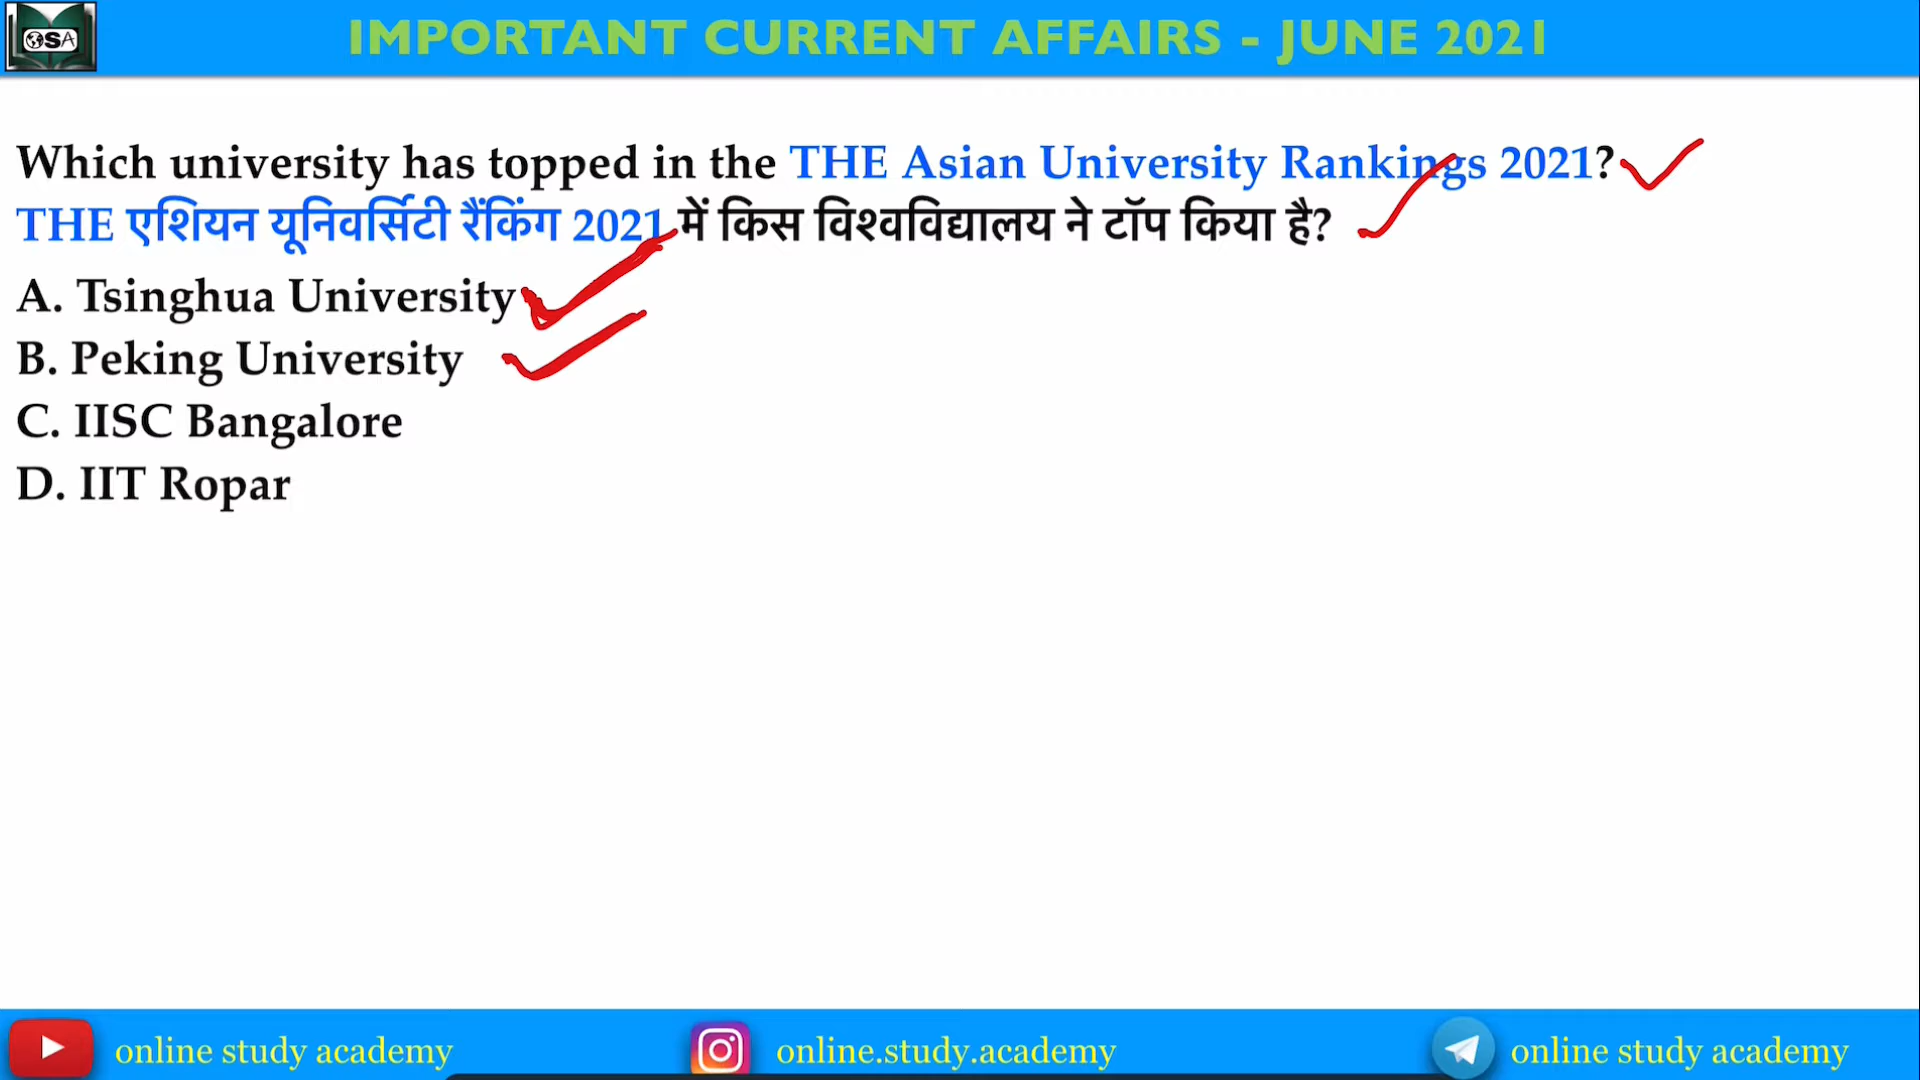 OSA
IMPORTANT CURRENT AFFAIRS - JUNE 2021
Which university has topped in the THE Asian University Rankings 2021?
THE एशियन यूनिवर्सिटी रैंकिंग 2021 में किस विश्वविद्यालय ने टॉप किया है?
A. Tsinghua University
B. Peking University
C. IISC Bangalore
D. IIT Ropar
online study academy
online.study.academy
online study academy